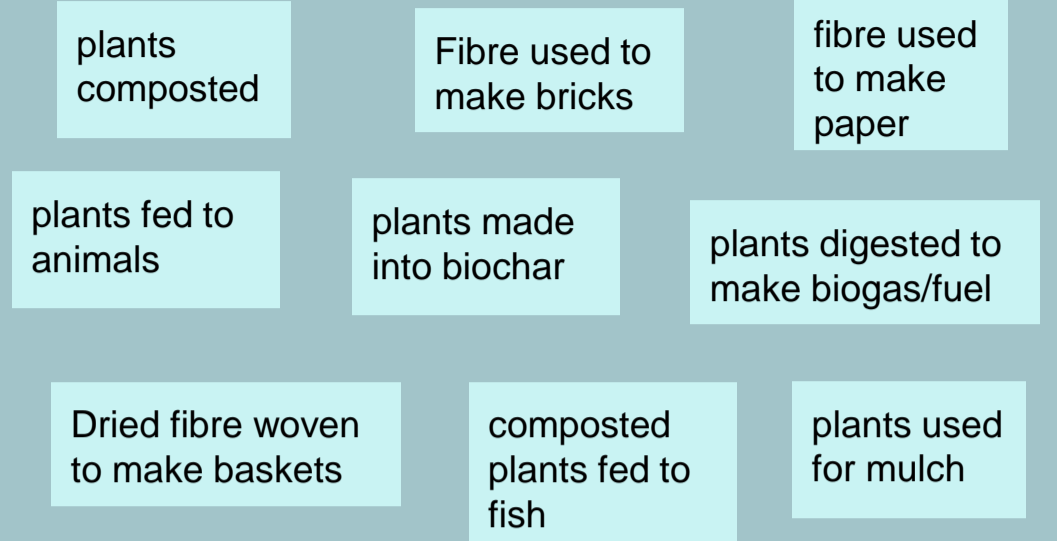 plants
composted
Fibre used to
make bricks
fibre used
to make
paper
plants fed to
animals
plants made
into biochar
plants digested to
make biogas/fuel
Dried fibre woven
to make baskets
composted
plants fed to
fish
plants used
for mulch